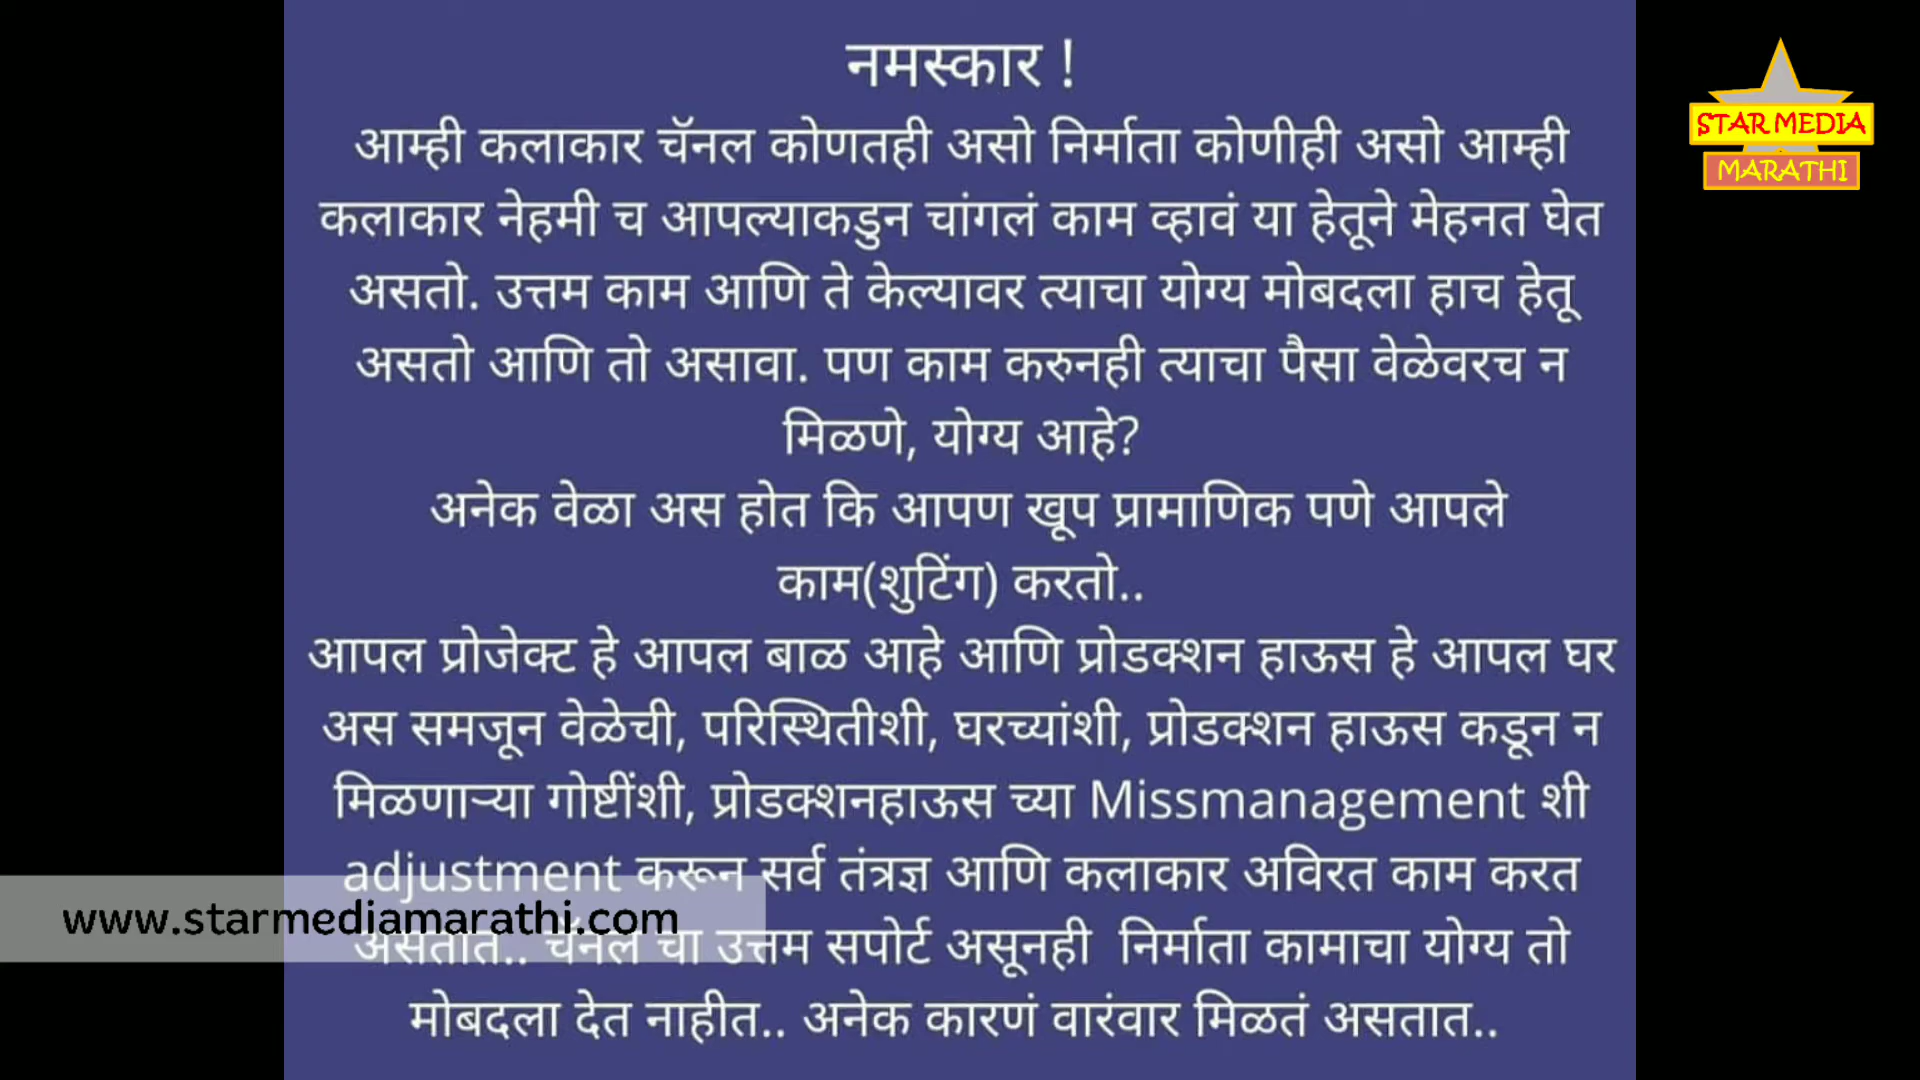 नमस्कार !
आम्ही कलाकार चॅनल कोणतही असो निर्माता कोणीही असो आम्ही
कलाकार नेहमी च आपल्याकडुन चांगलं काम व्हावं या हेतूने मेहनत घेत
असतो. उत्तम काम आणि ते केल्यावर त्याचा योग्य मोबदला हाच हेतू
असतो आणि तो असावा. पण काम करुनही त्याचा पैसा वेळेवरच न
मिळणे, योग्य आहे?
अनेक वेळा अस होत कि आपण खूप प्रामाणिक पणे आपले
काम(शुटिंग) करतो..
आपल प्रोजेक्ट हे आपल बाळ आहे आणि प्रोडक्शन हाऊस हे आपल घर
अस समजून वेळेची, परिस्थितीशी, घरच्यांशी, प्रोडक्शन हाऊस कडून न
मिळणाऱ्या गोष्टींशी, प्रोडक्शनहाऊस च्या Missmanagement शी
adjustment करून सर्व तंत्रज्ञ आणि कलाकार अविरत काम करत
असतात.. चॅनल चा उत्तम सपोर्ट असूनही निर्माता कामाचा योग्य तो
मोबदला देत नाहीत.. अनेक कारणं वारंवार मिळतं असतात..
STAR MEDIA
MARATHI
www.starmediamarathi.com